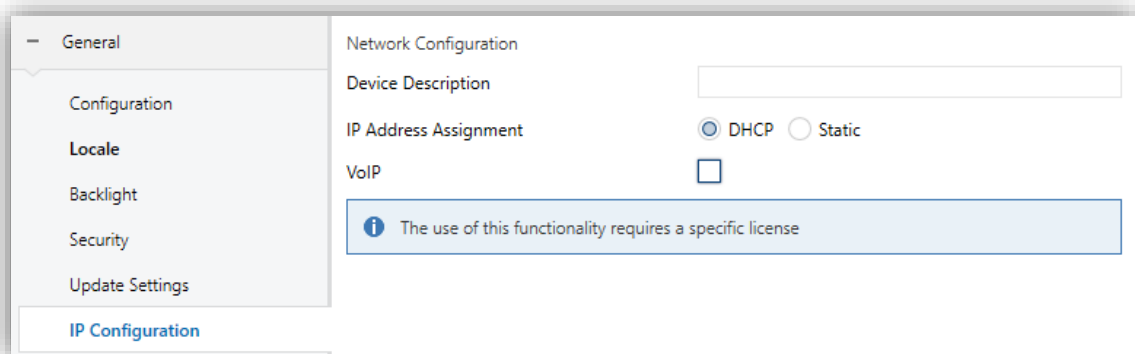 General
Configuration
Locale
Backlight
Security
Update Settings
IP Configuration
Network Configuration
Device Description
IP Address Assignment DHCP Static
VoIP
The use of this functionality requires a specific license